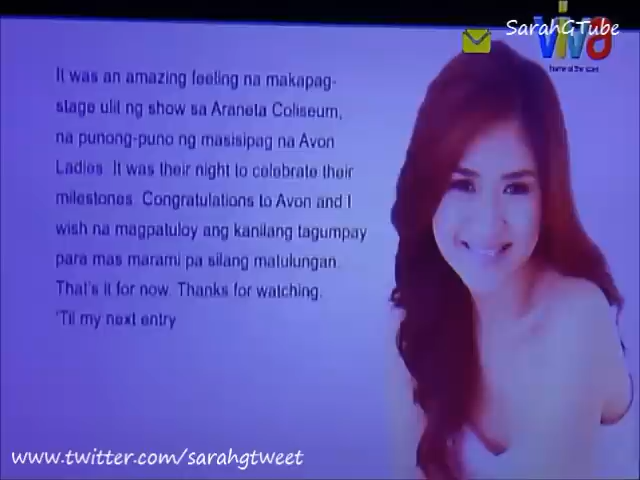 SarahGTube
viva
It was an amazing feeling na makapag-
stage ulit ng show sa Araneta Coliseum,
na punong-puno ng masisipag na Avon
Ladies. It was their night to celebrate their
milestones. Congratulations to Avon and I
wish na magpatuloy ang kanilang tagumpay
para mas marami pa silang matulungan.
That's it for now. Thanks for watching.
'Til my next entry
www.twitter.com/sarahgtweet